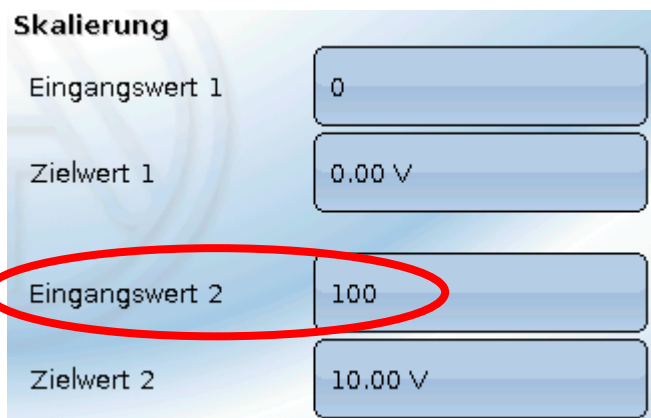 Skalierung
Eingangswert 1 0
Zielwert 1 0.00 V
Eingangswert 2 100
Zielwert 2 10.00 V